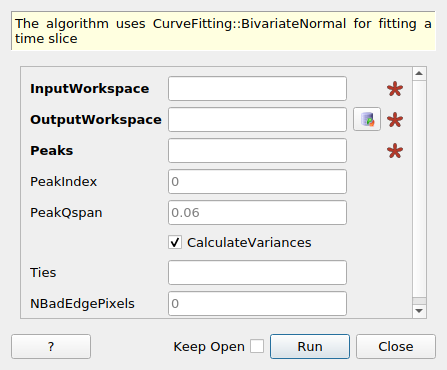 The algorithm uses CurveFitting::BivariateNormal for fitting a
time slice
InputWorkspace
OutputWorkspace
Peaks
PeakIndex 0
PeakQspan 0.06
CalculateVariances
Ties
NBadEdgePixels 0
? Keep Open Run Close